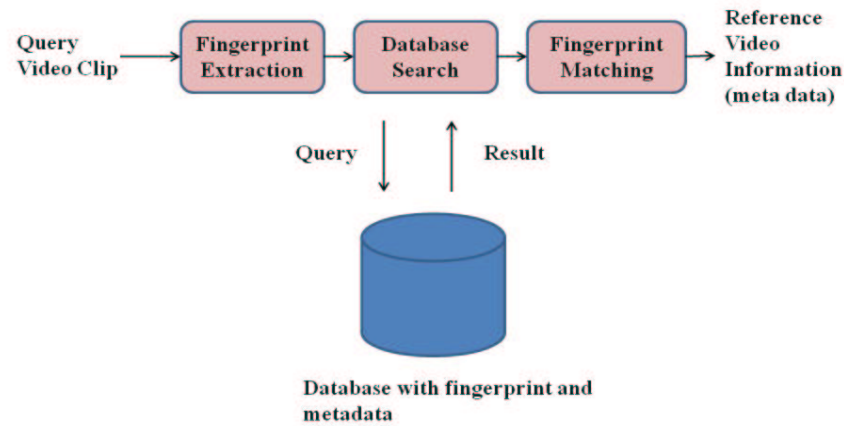 Query
Video Clip
Fingerprint
Extraction
Database
Search
Fingerprint
Matching
Reference
Video
Information
(meta data)
Query
Result
Database with fingerprint and
metadata